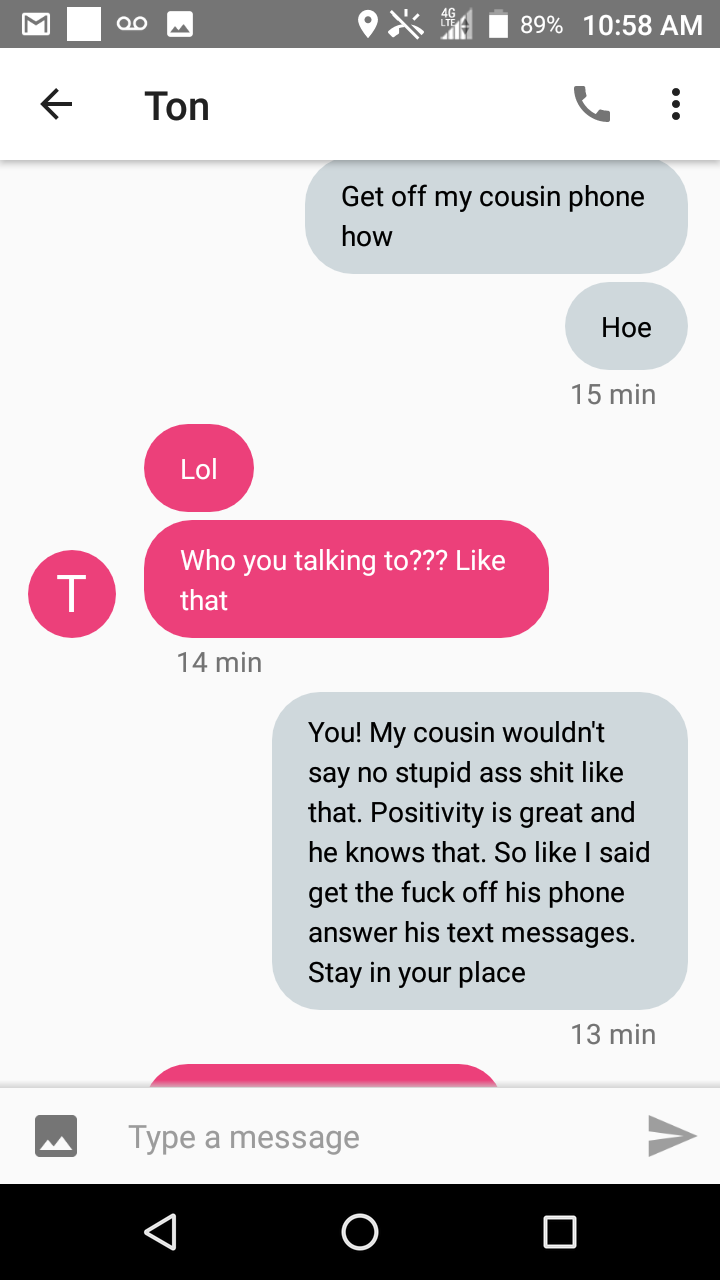 4G
LTE
89%
10:58 AM
Ton
Get off my cousin phone
how
Hoe
15 min
Lol
Who you talking to??? Like
that
T
14 min
You! My cousin wouldn't
say no stupid ass shit like
that. Positivity is great and
he knows that. So like I said
get the fuck off his phone
answer his text messages.
Stay in your place
13 min
Type a message